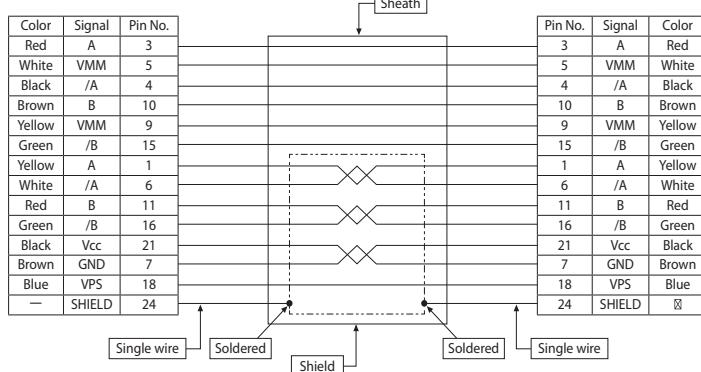 Sheath
Color Signal Pin No. Pin No. Signal Color
Red A 3 3 A Red
White VMM 5 5 VMM White
Black /A 4 4 /A Black
Brown B 10 10 B Brown
Yellow VMM 9 9 VMM Yellow
Green /B 15 15 /B Green
Yellow A 1 1 A Yellow
White /A 6 6 /A White
Red B 11 11 B Red
Green /B 16 16 /B Green
Black Vcc 21 21 Vcc Black
Brown GND 7 7 GND Brown
Blue VPS 18 18 VPS Blue
— SHIELD 24 24 SHIELD
Single wire Soldered Soldered Single wire
Shield